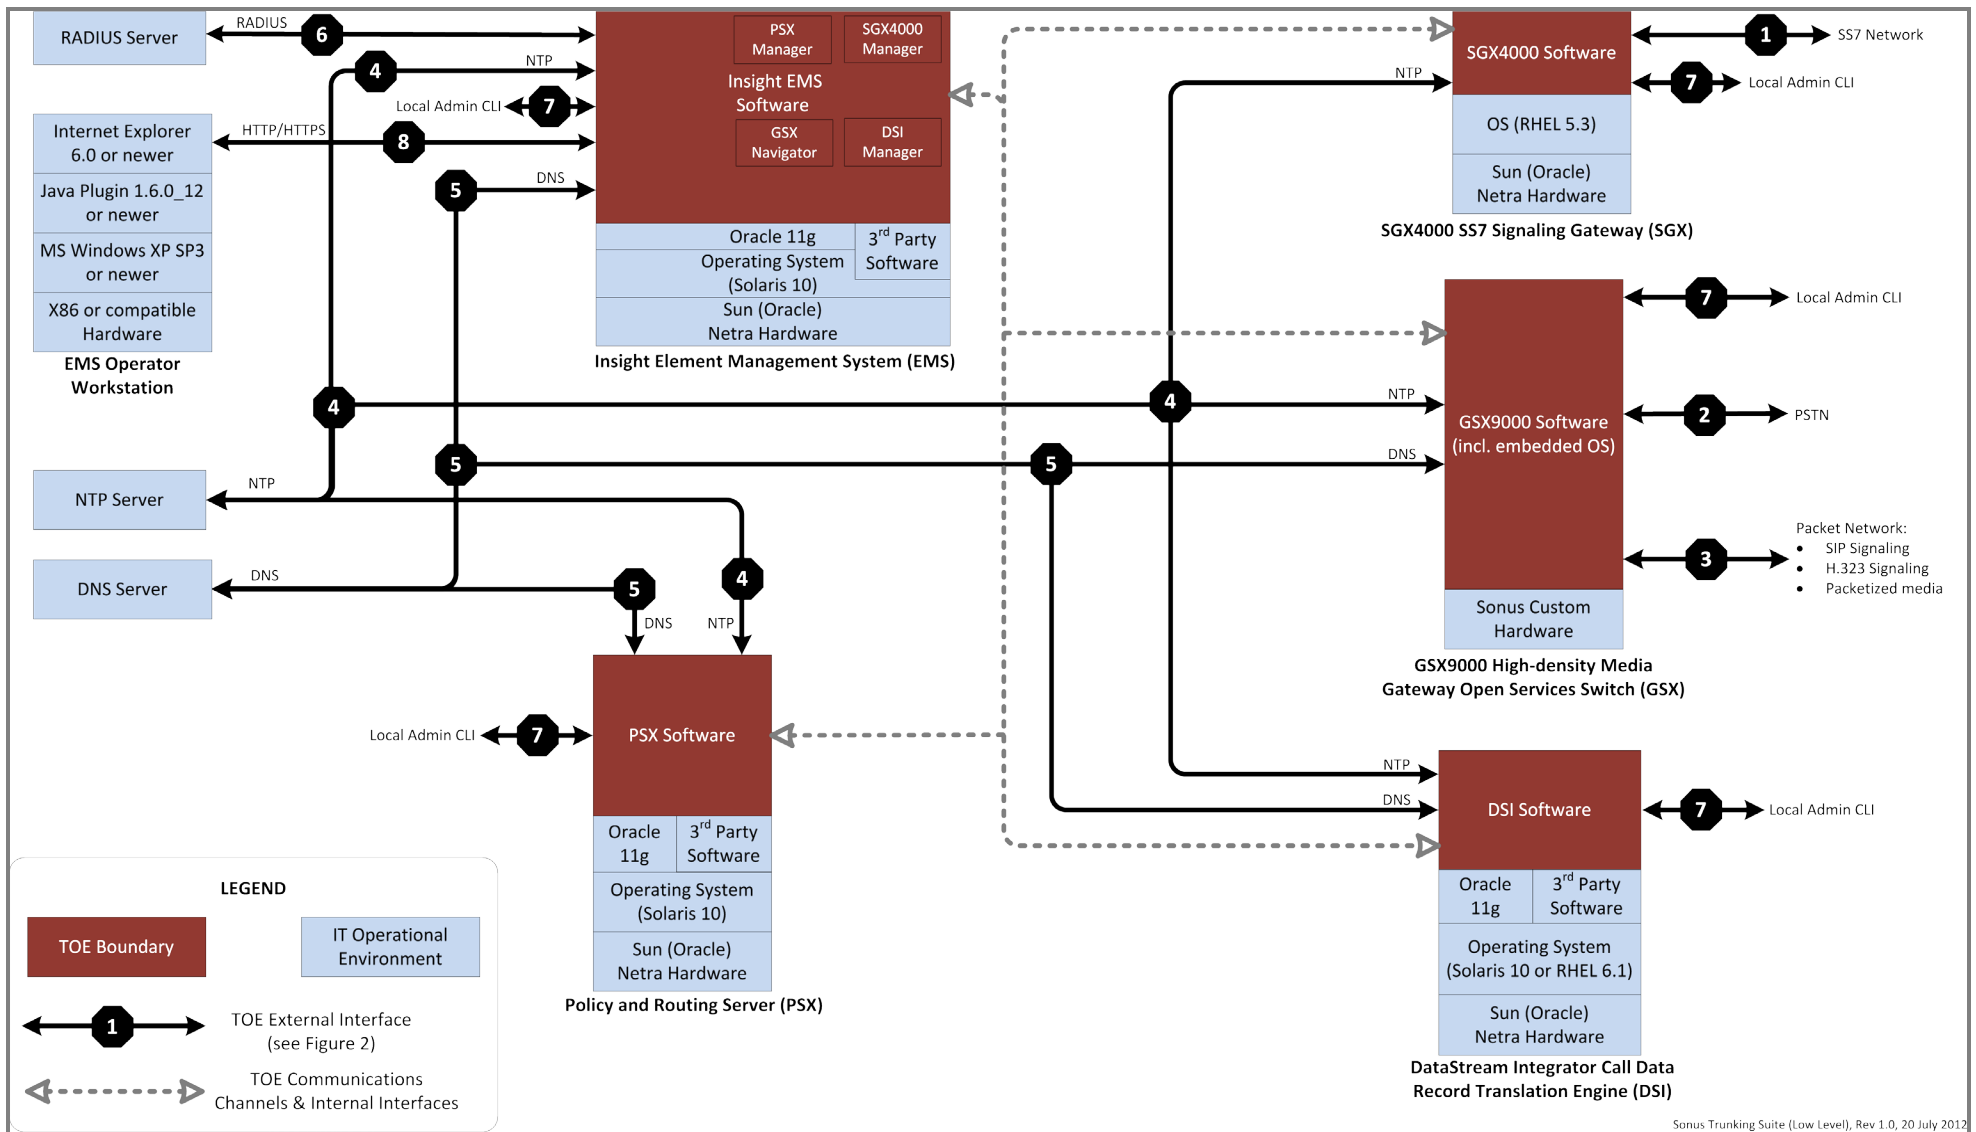 RADIUS Server
RADIUS
6
PSX
Manager
SGX4000
Manager
SGX4000 Software
1
SS7 Network
4
NTP
Insight EMS
Software
NTP
7
Local Admin CLI
Local Admin CLI
7
Internet Explorer
6.0 or newer
HTTP/HTTPS
8
GSX
Navigator
DSI
Manager
OS (RHEL 5.3)
Java Plugin 1.6.0_12
or newer
5
DNS
Sun (Oracle)
Netra Hardware
SGX4000 SS7 Signaling Gateway (SGX)
MS Windows XP SP3
or newer
Oracle 11g
3rd Party
Software
Operating System
(Solaris 10)
X86 or compatible
Hardware
Sun (Oracle)
Netra Hardware
EMS Operator
Workstation
Insight Element Management System (EMS)
7
Local Admin CLI
4
4
NTP
GSX9000 Software
(incl. embedded OS)
2
PSTN
5
5
DNS
NTP Server
NTP
DNS Server
DNS
5
4
DNS
NTP
3
Packet Network:
• SIP Signaling
• H.323 Signaling
• Packetized media
Sonus Custom
Hardware
GSX9000 High-density Media
Gateway Open Services Switch (GSX)
Local Admin CLI
7
PSX Software
NTP
DNS
DSI Software
7
Local Admin CLI
Oracle
11g
3rd Party
Software
Operating System
(Solaris 10)
Sun (Oracle)
Netra Hardware
Policy and Routing Server (PSX)
Oracle
11g
3rd Party
Software
Operating System
(Solaris 10 or RHEL 6.1)
Sun (Oracle)
Netra Hardware
DataStream Integrator Call Data
Record Translation Engine (DSI)
LEGEND
TOE Boundary
IT Operational
Environment
1
TOE External Interface
(see Figure 2)
TOE Communications
Channels & Internal Interfaces
Sonus Trunking Suite (Low Level), Rev 1.0, 20 July 2012